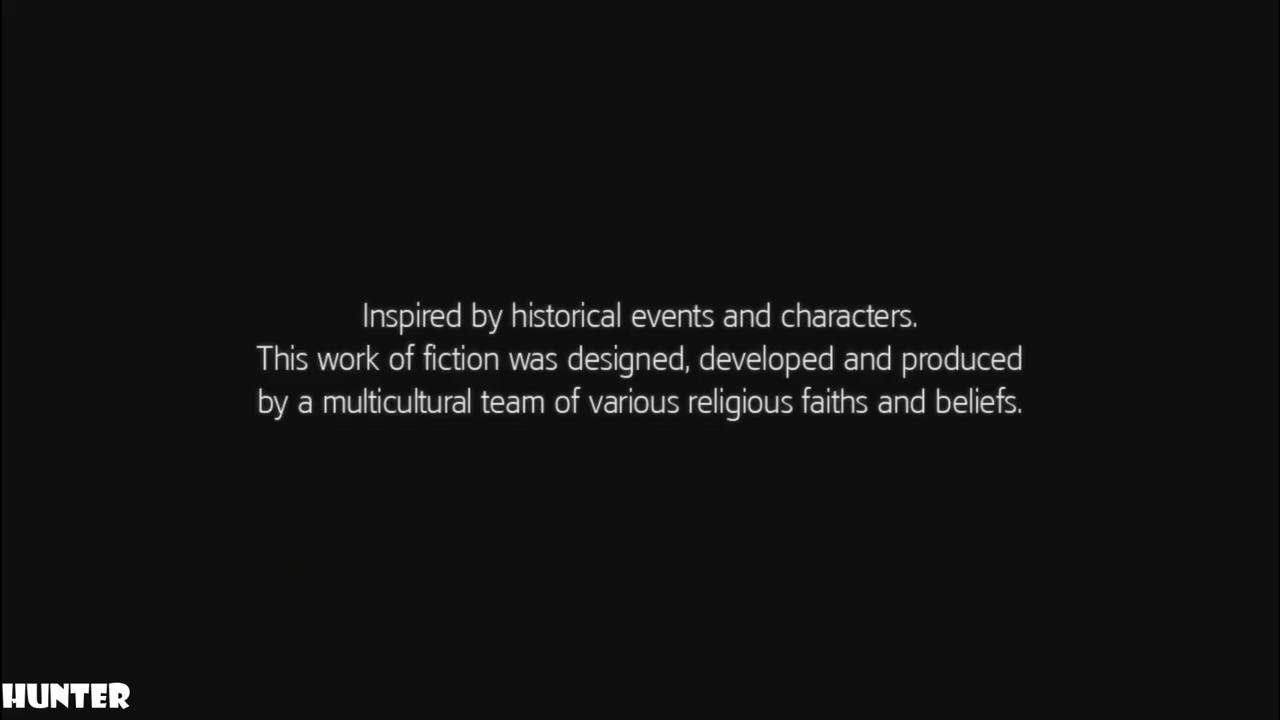 Inspired by historical events and characters.
This work of fiction was designed, developed and produced
by a multicultural team of various religious faiths and beliefs.
HUNTER